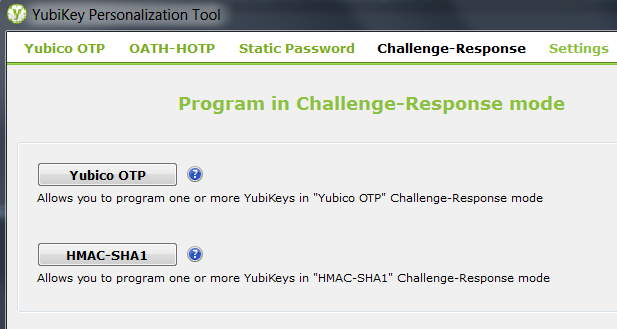 YubiKey Personalization Tool
Yubico OTP OATH-HOTP Static Password Challenge-Response Settings
Program in Challenge-Response mode
Yubico OTP ?
Allows you to program one or more YubiKeys in "Yubico OTP" Challenge-Response mode
HMAC-SHA1 ?
Allows you to program one or more YubiKeys in "HMAC-SHA1" Challenge-Response mode